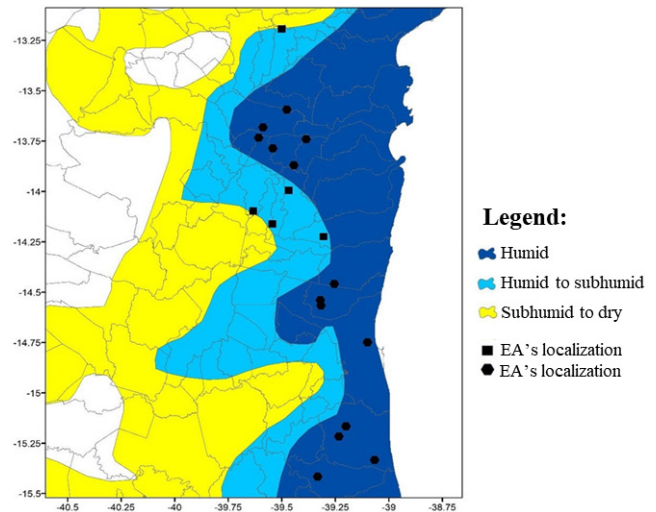 -13.25
-13.5
-13.75
-14
-14.25
-14.5
-14.75
-15
-15.25
-15.5
-40.5 -40.25 -40 -39.75 -39.5 -39.25 -39 -38.75
Legend:
Humid
Humid to subhumid
Subhumid to dry
EA's localization
EA's localization